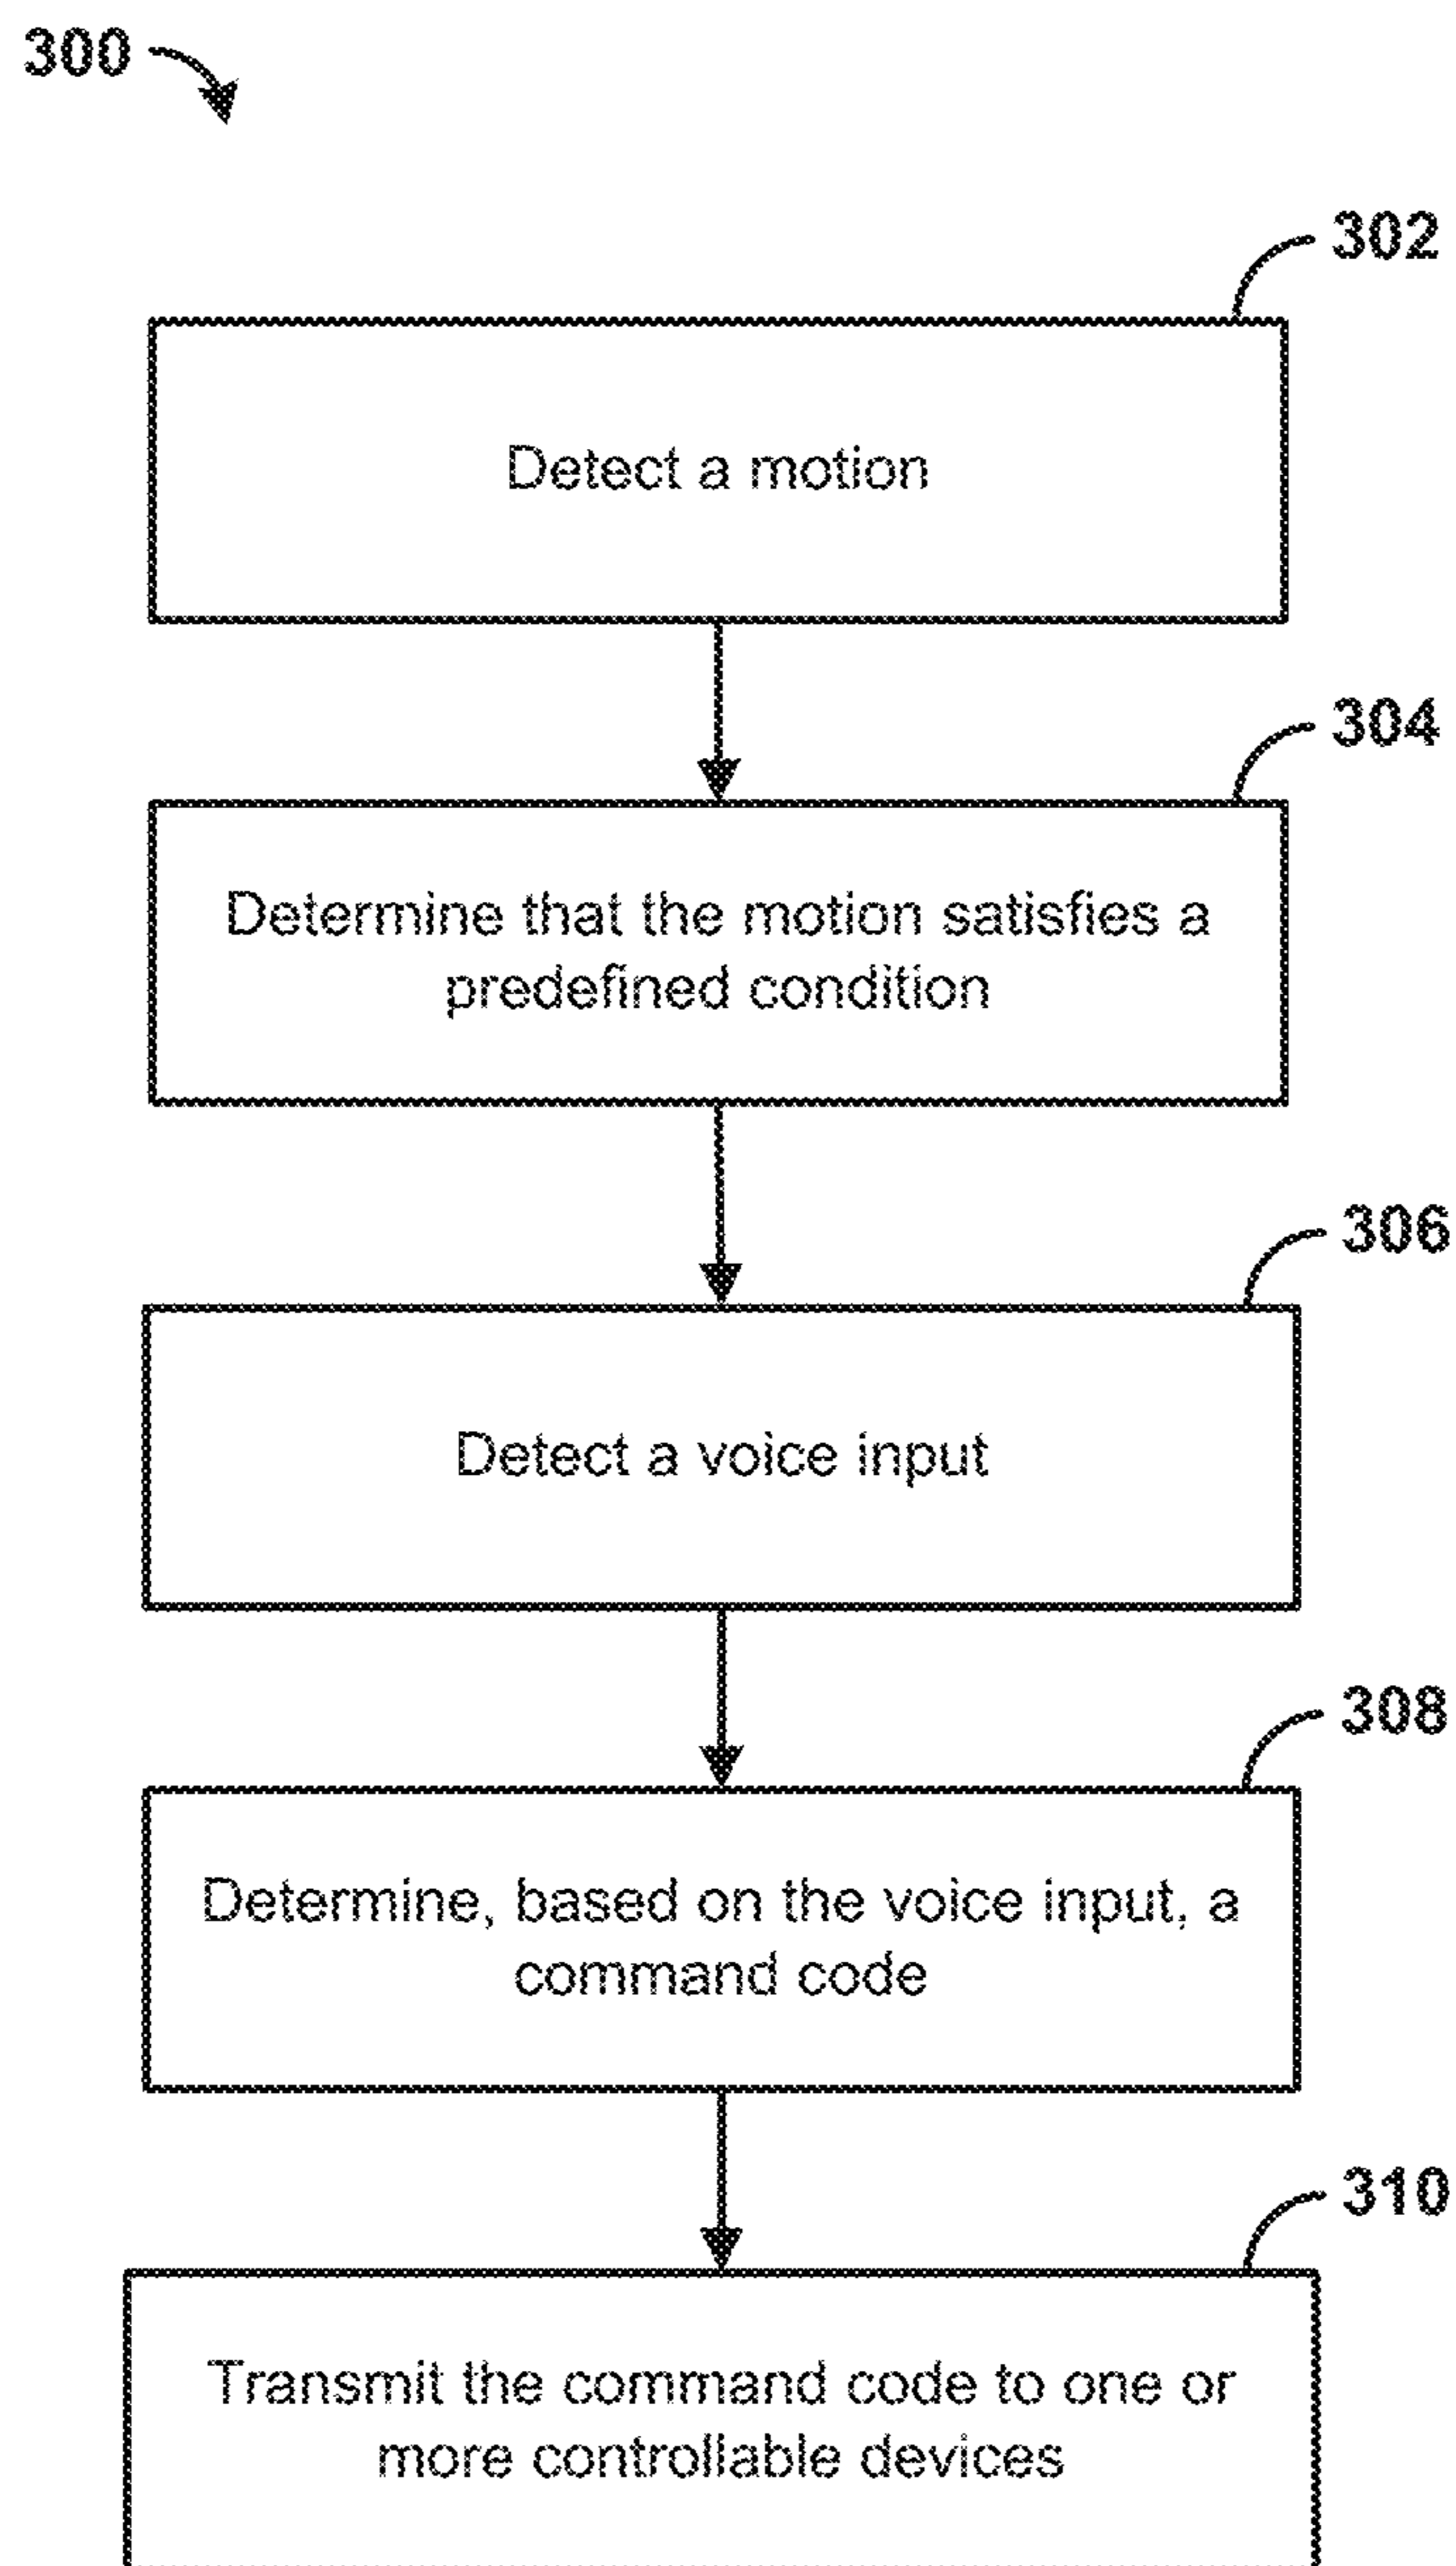 300
302
Detect a motion
304
Determine that the motion satisfies a
predefined condition
306
Detect a voice input
308
Determine, based on the voice input, a
command code
310
Transmit the command code to one or
more controllable devices